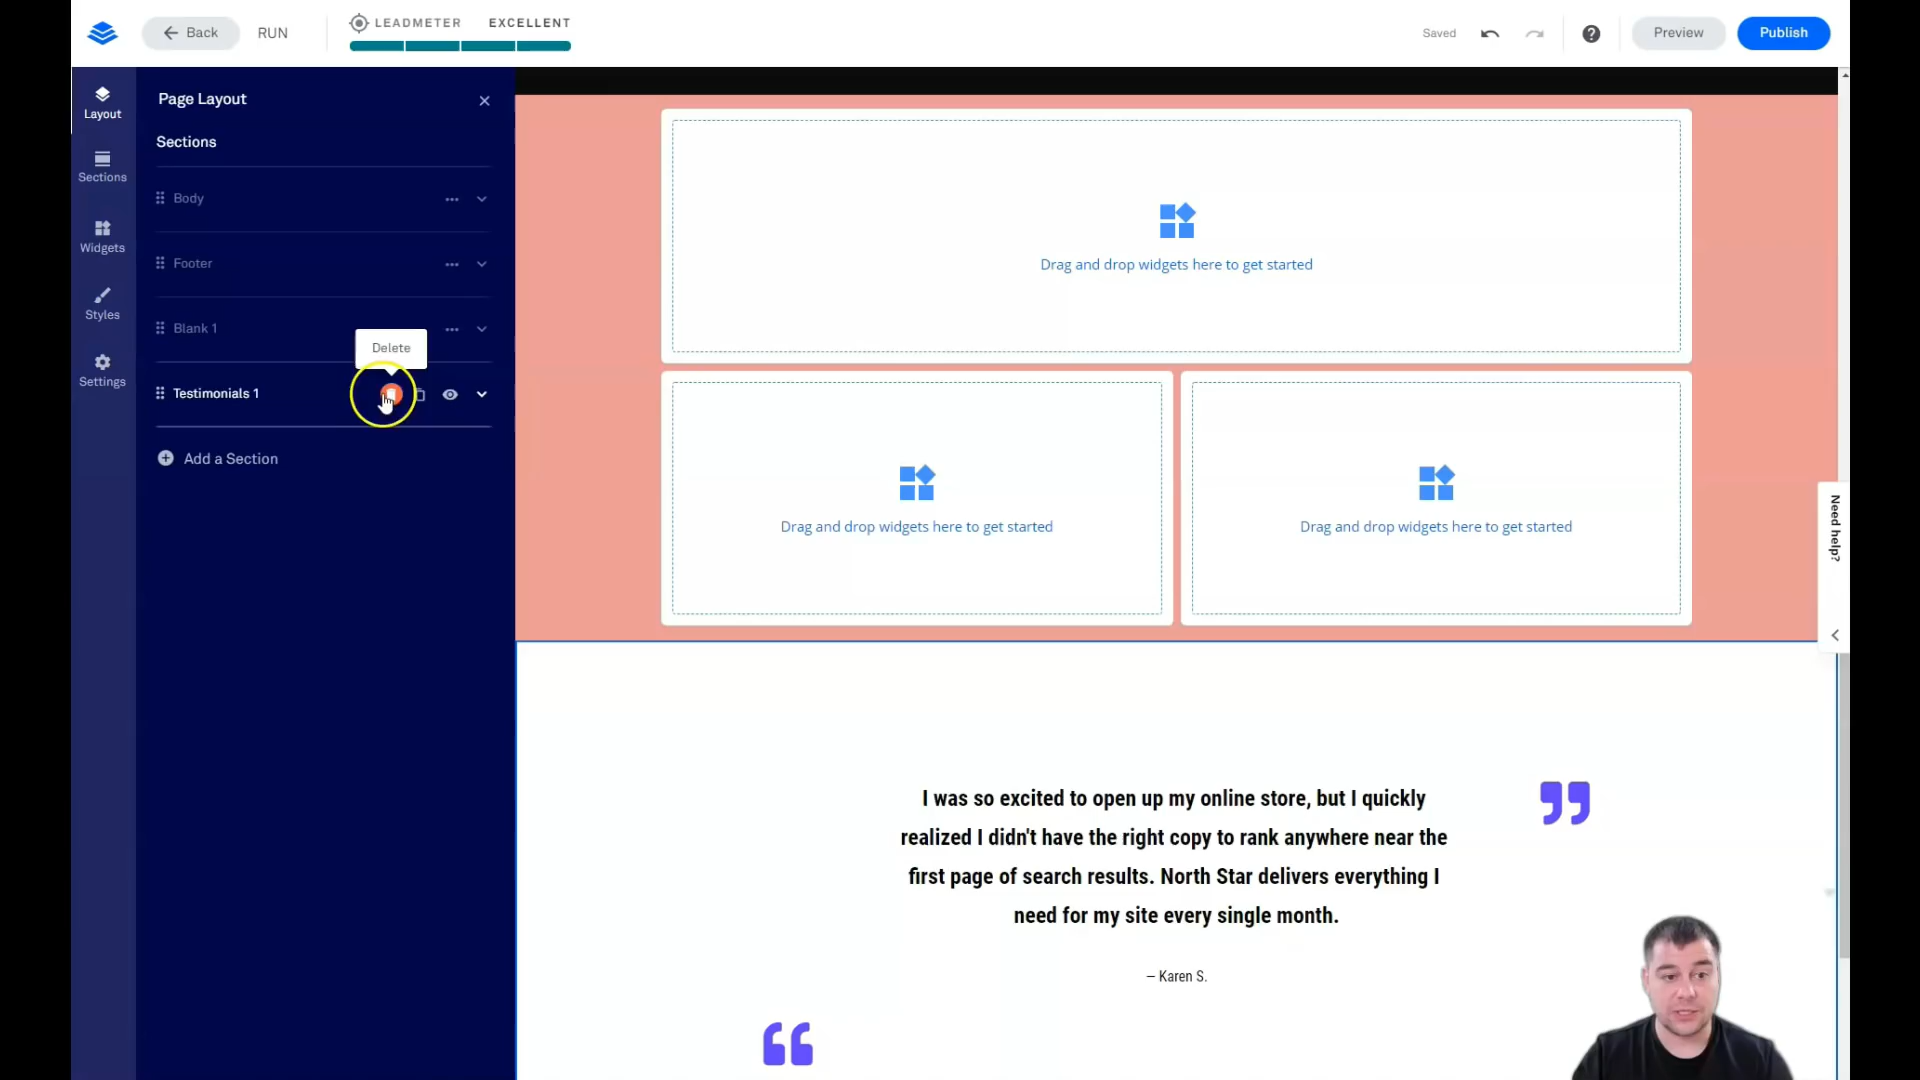 Back
RUN
LEADMETER
EXCELLENT
Saved
Preview
Publish
Layout
Sections
Widgets
Styles
Settings
Page Layout
Sections
Body
Footer
Blank 1
Delete
Testimonials 1
Add a Section
Drag and drop widgets here to get started
Drag and drop widgets here to get started
Drag and drop widgets here to get started
Need help?
I was so excited to open up my online store, but I quickly
realized I didn't have the right copy to rank anywhere near the
first page of search results. North Star delivers everything I
need for my site every single month.
– Karen S.